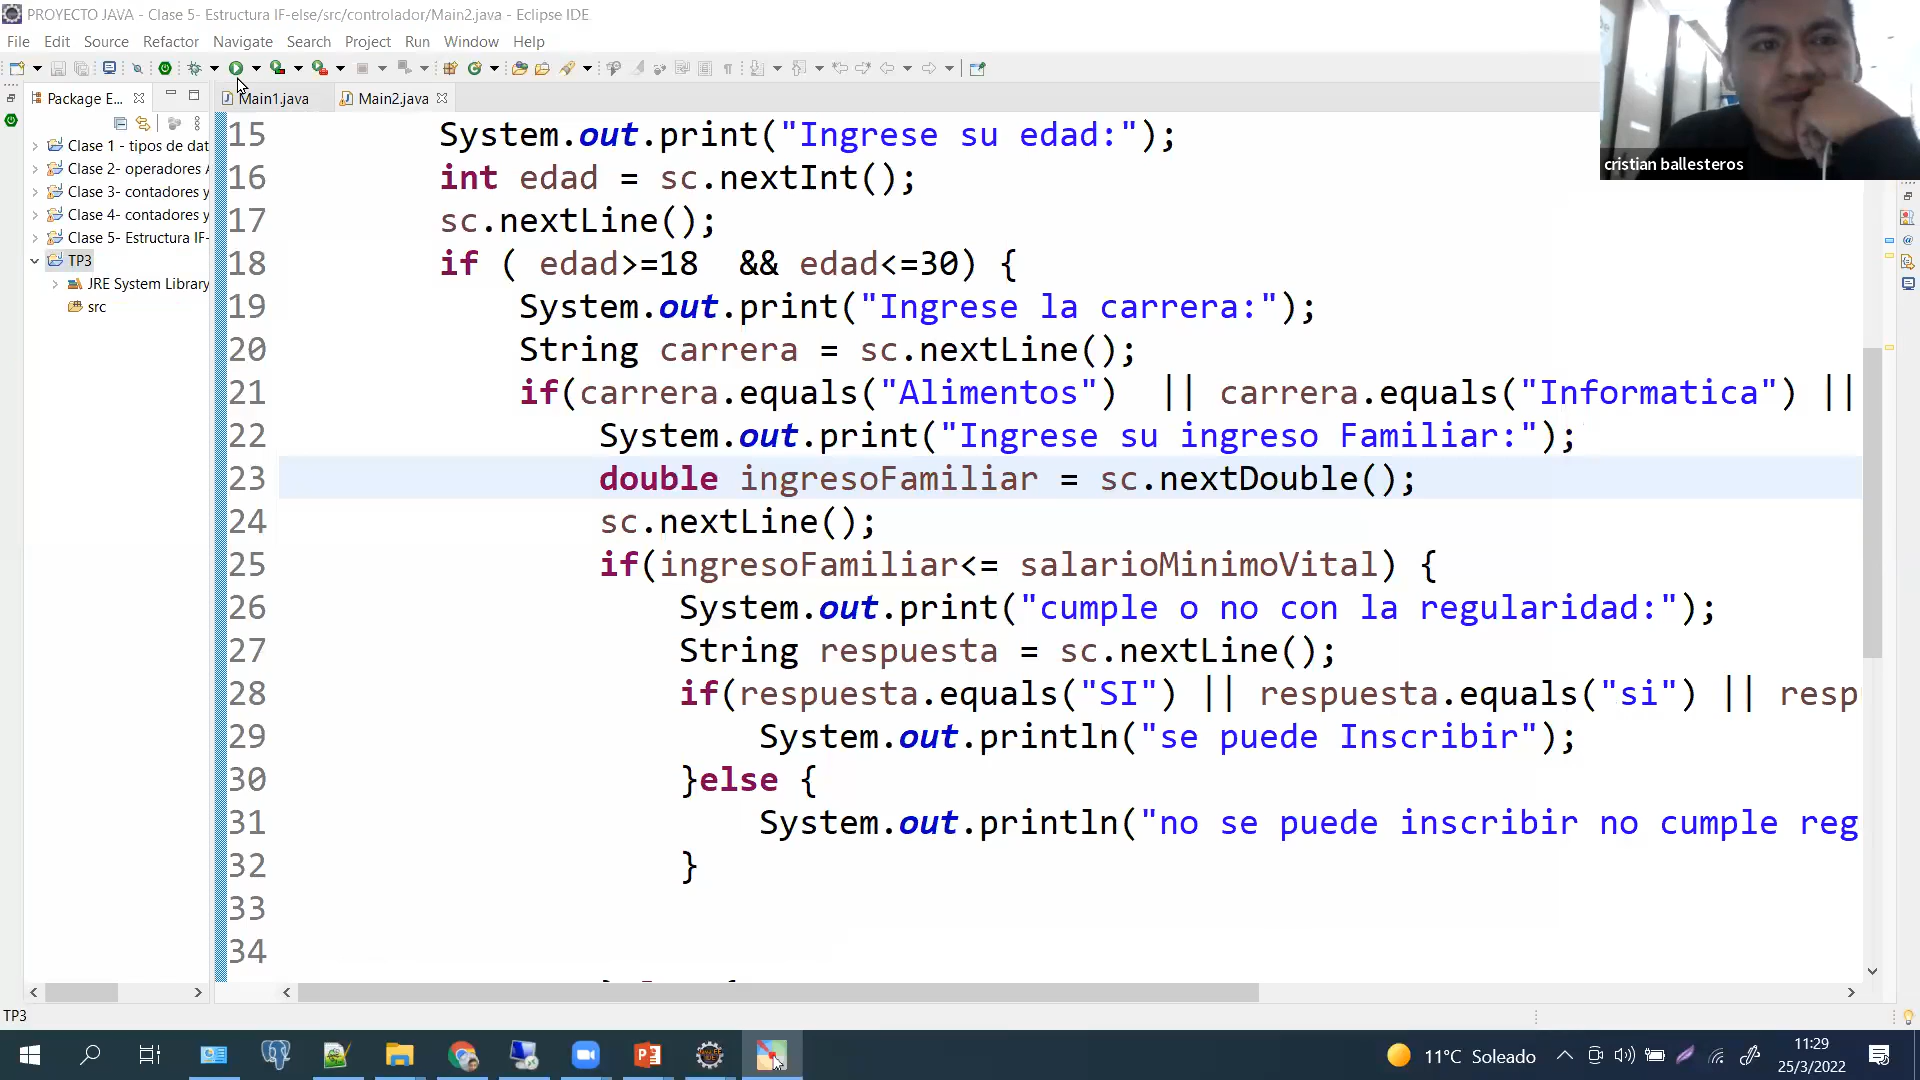 PROYECTO JAVA - Clase 5- Estructura IF-else/src/controlador/Main2.java - Eclipse IDE
File Edit Source Refactor Navigate Search Project Run Window Help
Package E... Main1.java Main2.java
Clase 1 - tipos de dat
Clase 2- operadores
Clase 3- contadores y
Clase 4- contadores y
Clase 5- Estructura IF-
TP3
JRE System Library
src
15 System.out.print("Ingrese su edad:");
16 int edad = sc.nextInt();
17 sc.nextLine();
18 if ( edad>=18 && edad<=30) {
19 System.out.print("Ingrese la carrera:");
20 String carrera = sc.nextLine();
21 if(carrera.equals("Alimentos") || carrera.equals("Informatica") ||
22 System.out.print("Ingrese su ingreso Familiar:");
23 double ingresoFamiliar = sc.nextDouble();
24 sc.nextLine();
25 if(ingresoFamiliar<= salarioMinimoVital) {
26 System.out.print("cumple o no con la regularidad:");
27 String respuesta = sc.nextLine();
28 if(respuesta.equals("SI") || respuesta.equals("si") || resp
29 System.out.println("se puede Inscribir");
30 }else {
31 System.out.println("no se puede inscribir no cumple reg
32 }
33
34
cristian ballesteros
TP3
11°C Soleado
11:29
25/3/2022